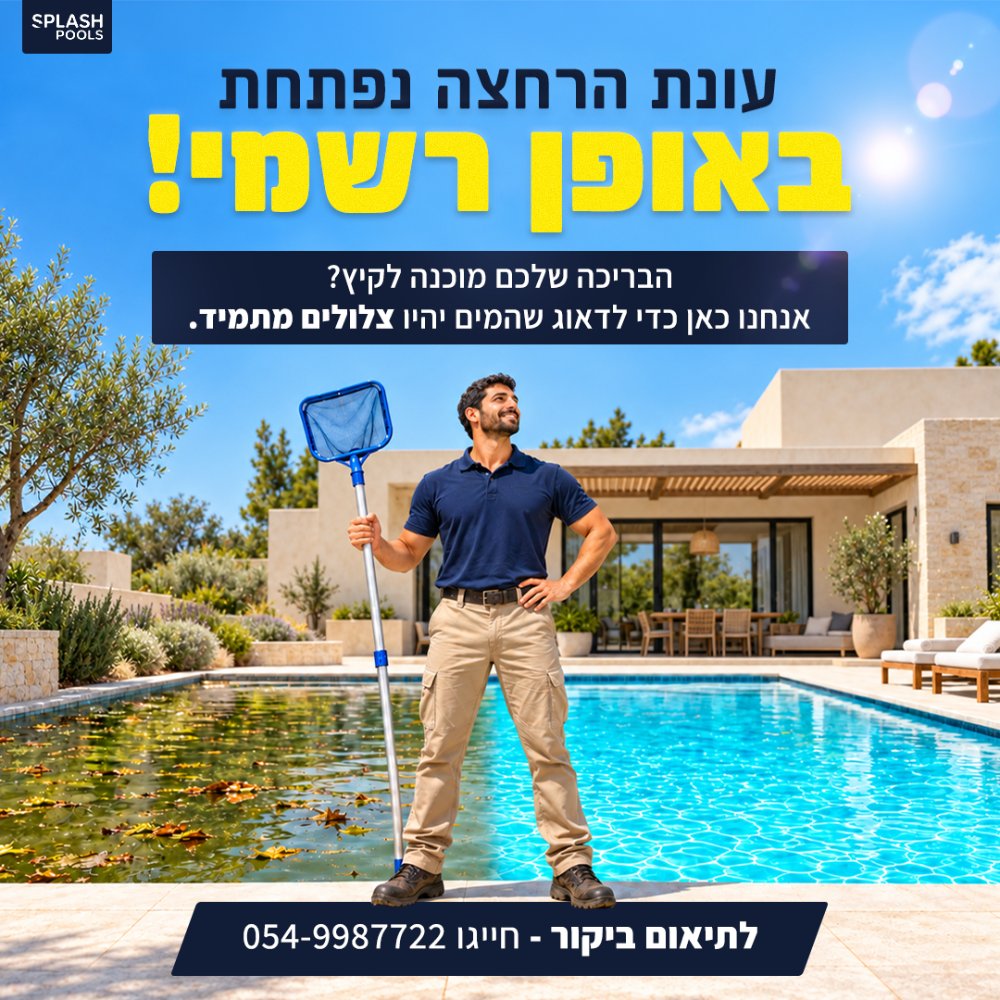 SPLASH
POOLS
עונת הרחצה נפתחת
באופן רשמי!
הבריכה שלכם מוכנה לקיץ?
אנחנו כאן כדי לדאוג שהמים יהיו צלולים מתמיד.
לתיאום ביקור - חייגו 054-9987722